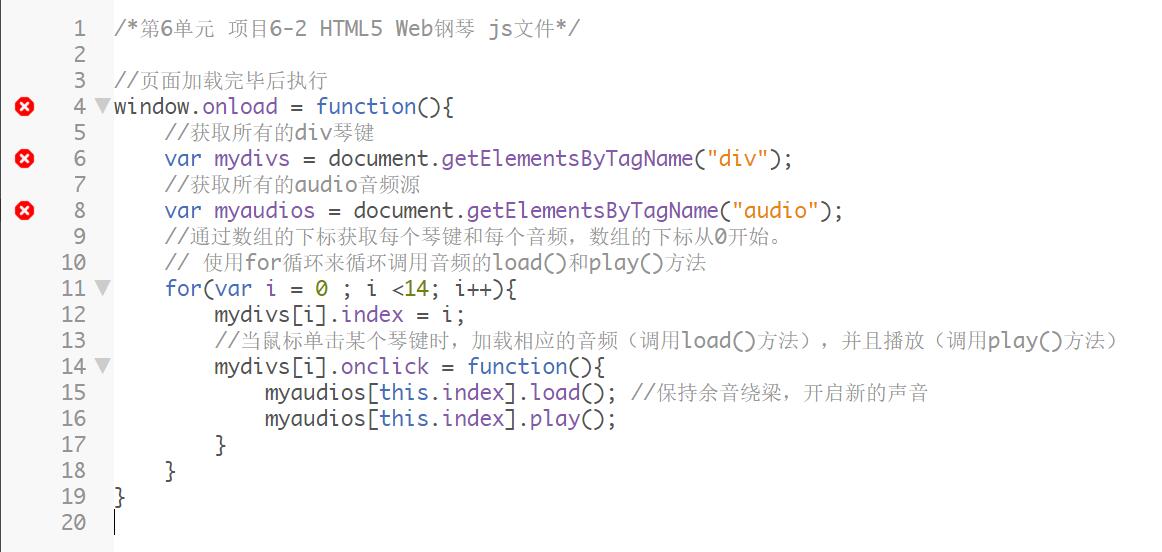 1 /*第6单元 项目6-2 HTML5 Web钢琴 js文件*/
2
3 //页面加载完毕后执行
4 window.onload = function(){
5     //获取所有的div琴键
6     var mydivs = document.getElementsByTagName("div");
7     //获取所有的audio音频源
8     var myaudios = document.getElementsByTagName("audio");
9     //通过数组的下标获取每个琴键和每个音频，数组的下标从0开始。
10     // 使用for循环来循环调用音频的load()和play()方法
11     for(var i = 0 ; i <14; i++){
12         mydivs[i].index = i;
13         //当鼠标单击某个琴键时，加载相应的音频（调用load()方法），并且播放（调用play()方法）
14         mydivs[i].onclick = function(){
15             myaudios[this.index].load(); //保持余音绕梁，开启新的声音
16             myaudios[this.index].play();
17         }
18     }
19 }
20